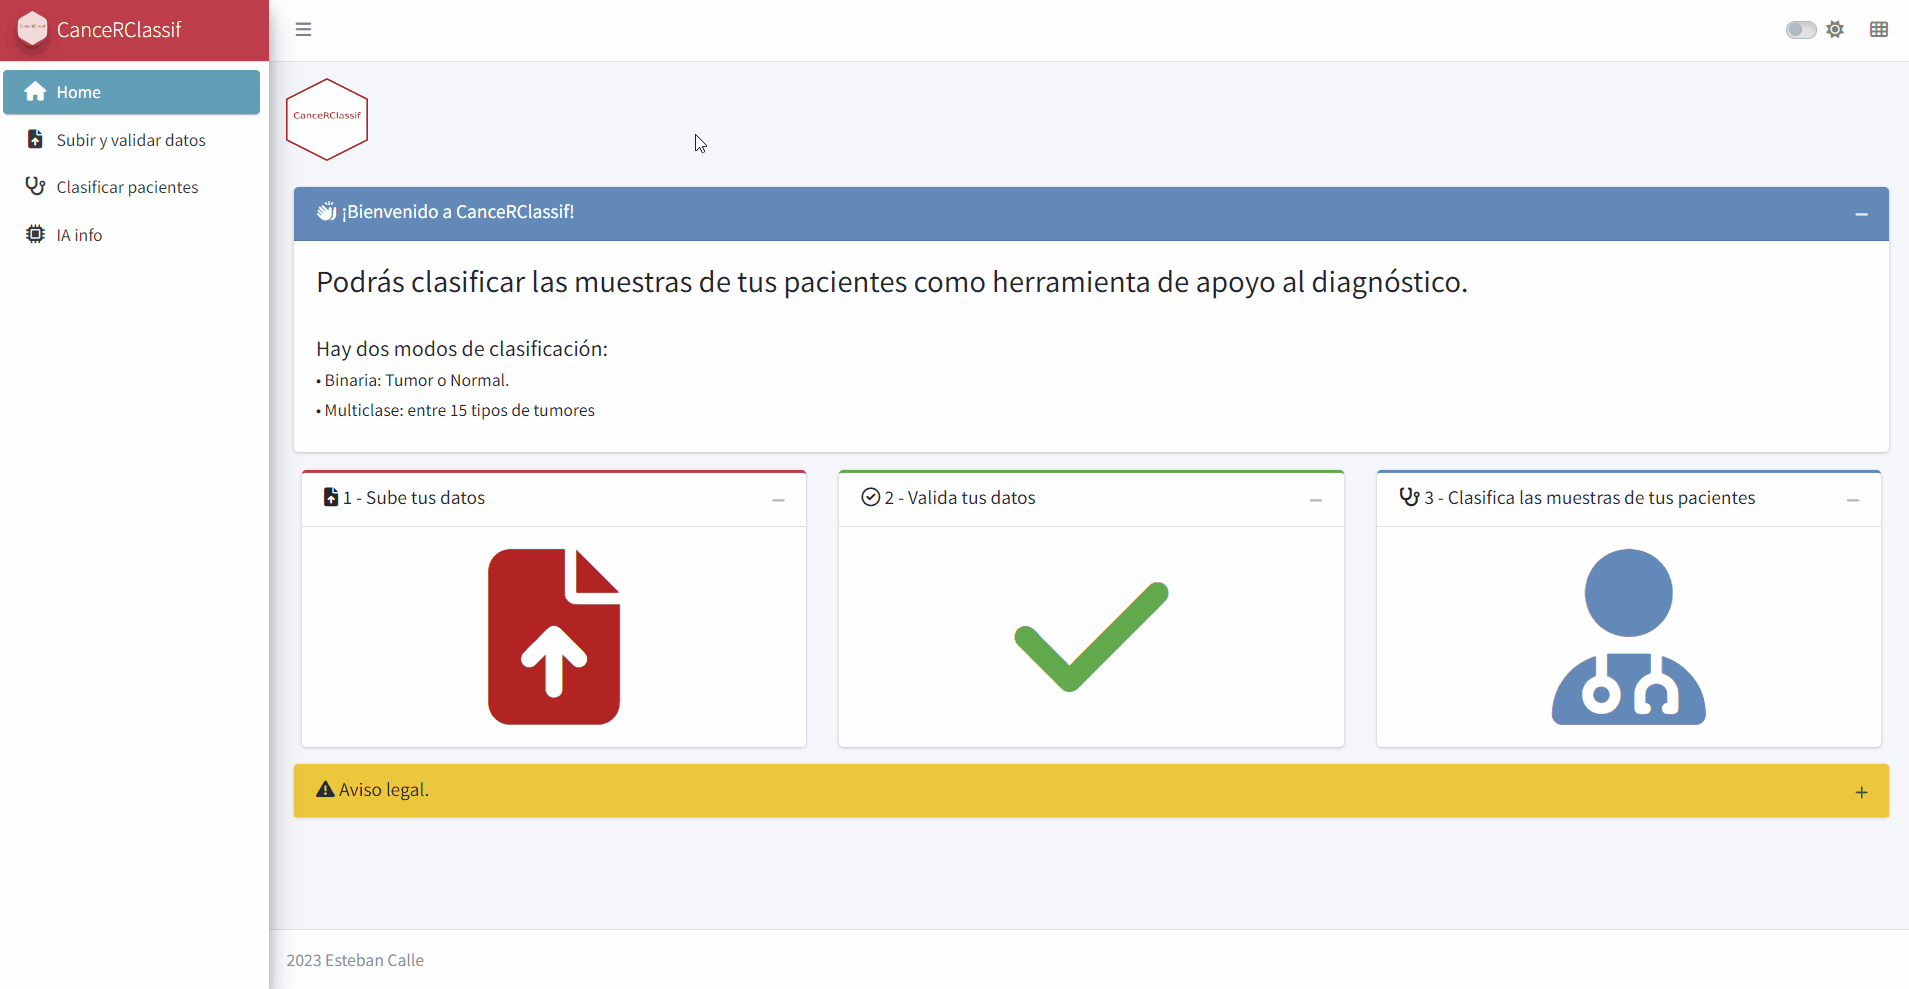 CanceRClassif
Home
Subir y validar datos
Clasificar pacientes
IA info
CanceRClassif
¡Bienvenido a CanceRClassif!
Podrás clasificar las muestras de tus pacientes como herramienta de apoyo al diagnóstico.
Hay dos modos de clasificación:
• Binaria: Tumor o Normal.
• Multiclase: entre 15 tipos de tumores
1 - Sube tus datos
2 - Valida tus datos
3 - Clasifica las muestras de tus pacientes
Aviso legal.
2023 Esteban Calle